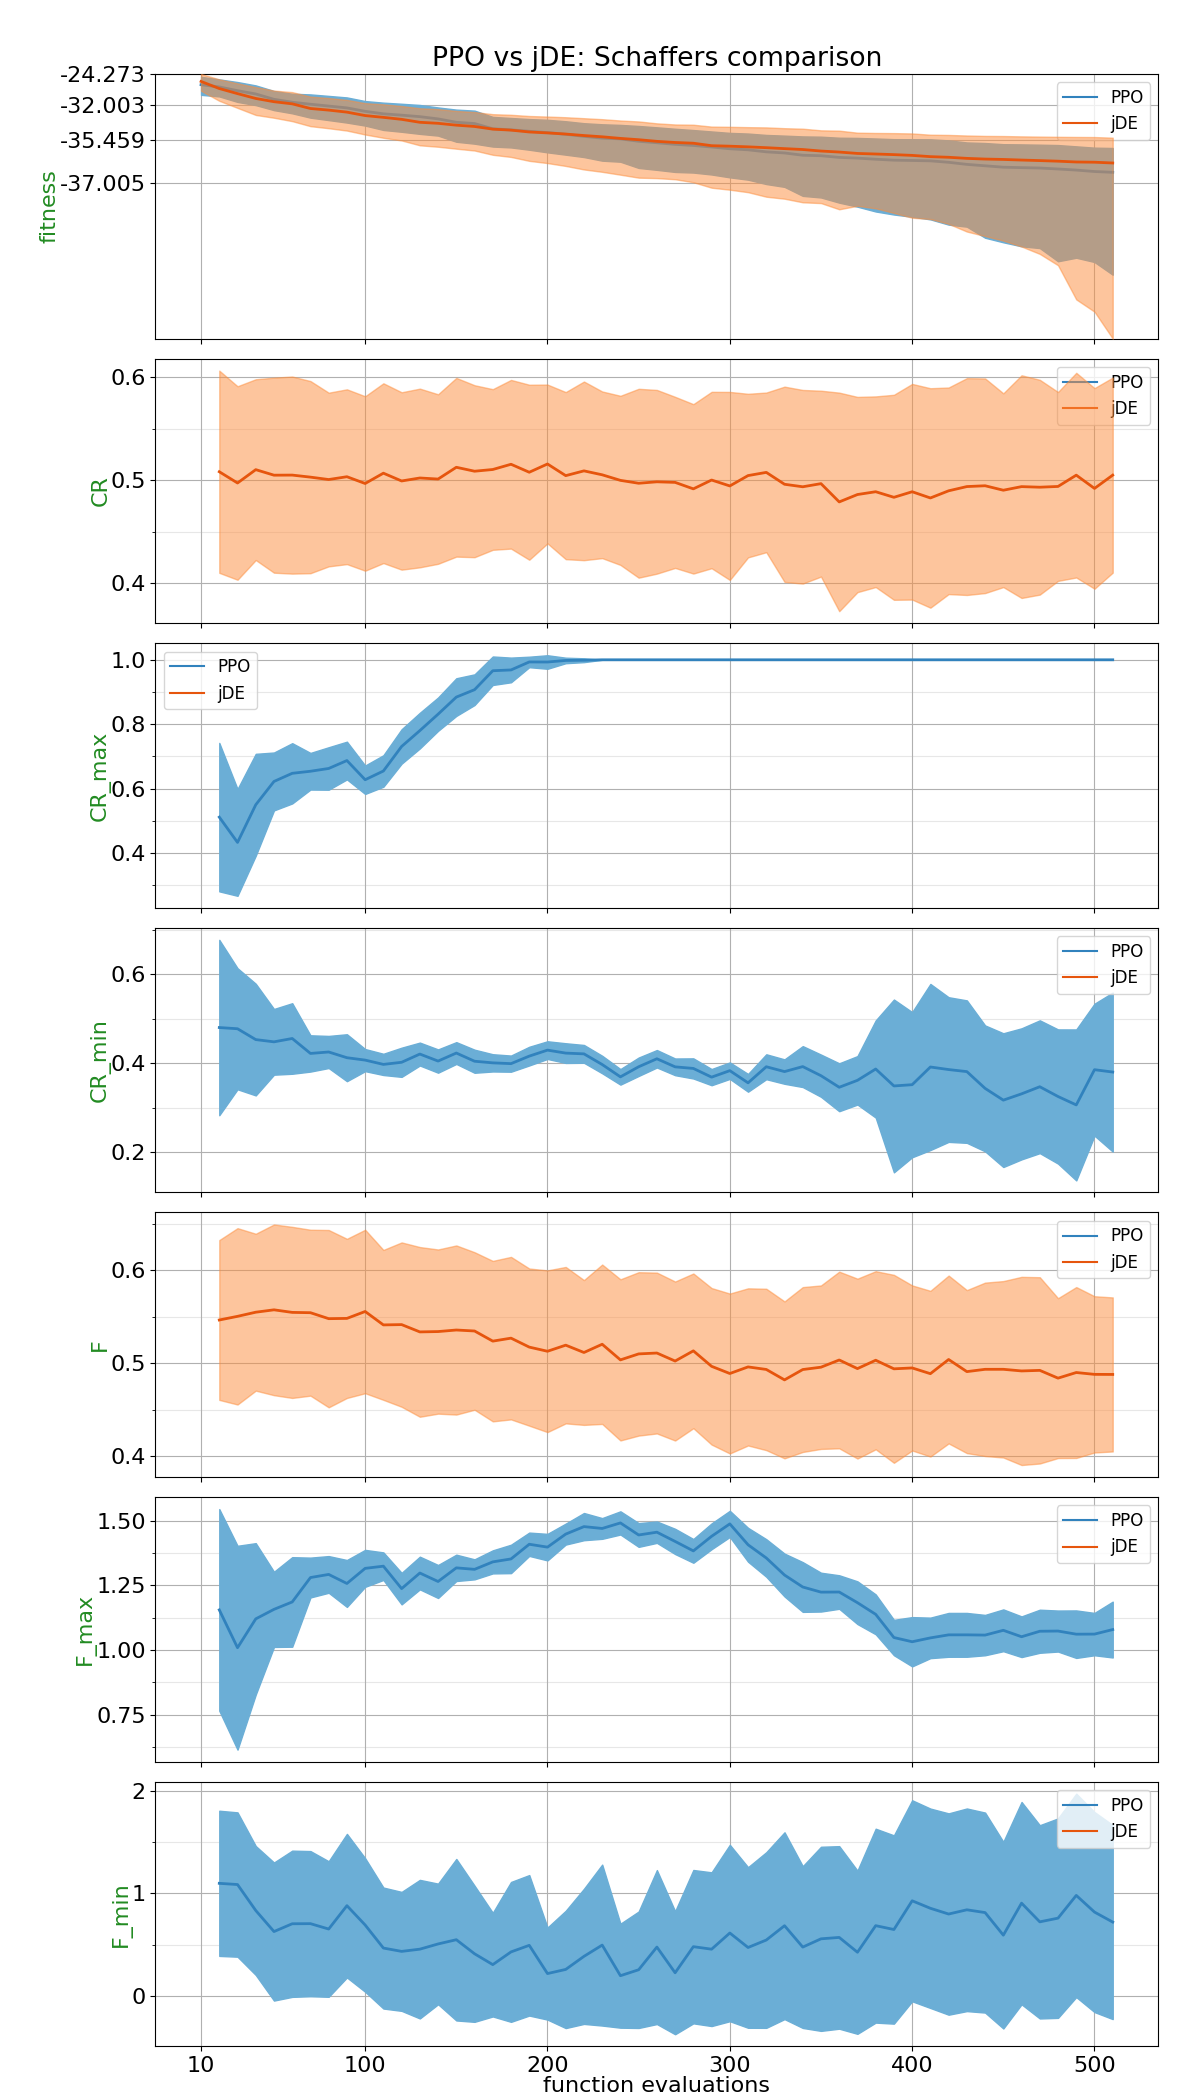 PPO vs jDE: Schaffers comparison
-24.273
-32.003
-35.459
-37.005
fitness
PPO
jDE
0.6
0.5
0.4
CR
PPO
jDE
1.0
0.8
0.6
0.4
CR_max
PPO
jDE
0.6
0.4
0.2
CR_min
PPO
jDE
0.6
0.5
0.4
F
PPO
jDE
1.50
1.25
1.00
0.75
F_max
PPO
jDE
2
1
0
F_min
PPO
jDE
10 100 200 300 400 500
function evaluations